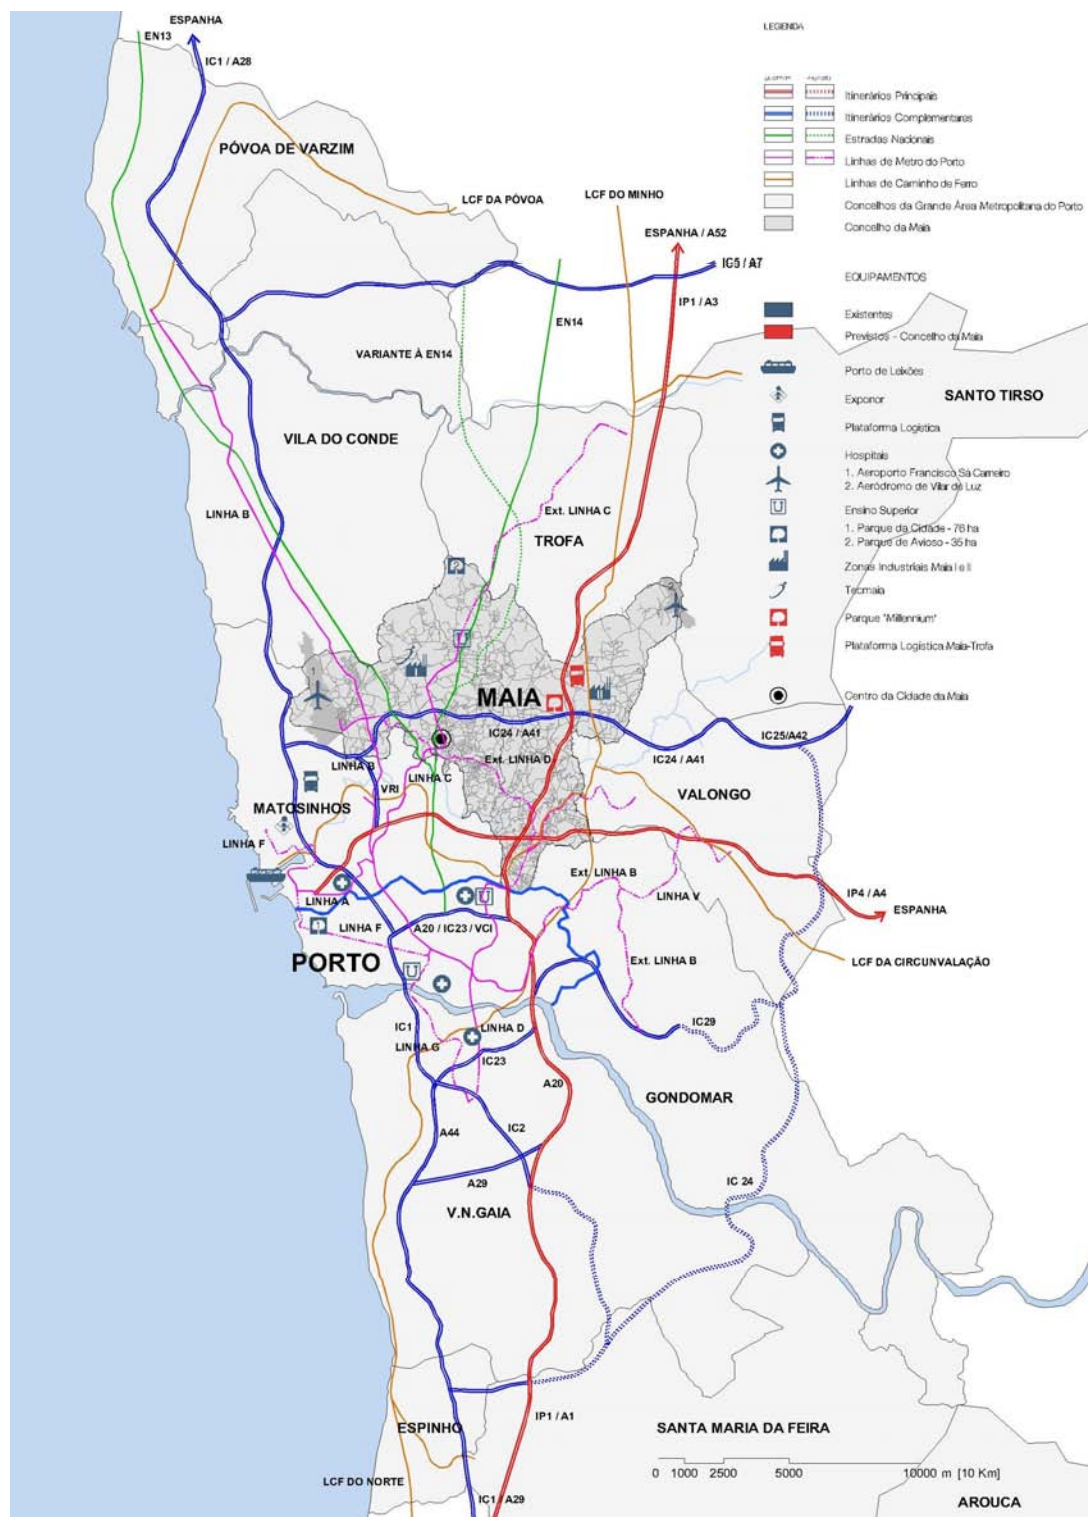 ESPANHA
EN13
IC1 / A28
PÓVOA DE VARZIM
LCF DA PÓVOA
LCF DO MINHO
ESPANHA / A52
IC5 / A7
IP1 / A3
EN14
VARIANTE À EN14
SANTO TIRSO
VILA DO CONDE
LINHA B
Ext. LINHA C
TROFA
2
2
1
MAIA
IC24 / A41
Ext. LINHA D
IC25/A42
IC24 / A41
LINHA B
LINHA C
VRI
VALONGO
MATOSINHOS
LINHA F
Ext. LINHA B
LINHA V
IP4 / A4
ESPANHA
LINHA A
1
LINHA F
A20 / IC23 / VCI
PORTO
Ext. LINHA B
LCF DA CIRCUNVALAÇÃO
IC1
LINHA D
LINHA G
IC23
IC29
A20
GONDOMAR
A44
IC2
A29
IC 24
V.N.GAIA
IP1 / A1
ESPINHO
SANTA MARIA DA FEIRA
LCF DO NORTE
IC1 / A29
AROUCA
0 1000 2500 5000 10000 m [10 Km]
LEGENDA
Itinerários Principais
Itinerários Complementares
Estradas Nacionais
Linhas de Metro do Porto
Linhas de Caminho de Ferro
Concelhos da Grande Área Metropolitana do Porto
Concelho da Maia
EQUIPAMENTOS
Existentes
Previstos - Concelho da Maia
Porto de Leixões
Exponor
Plataforma Logística
Hospitais
1. Aeroporto Francisco Sá Carneiro
2. Aeródromo de Vilar de Luz
Ensino Superior
1. Parque da Cidade - 76 ha
2. Parque de Avioso - 35 ha
Zonas Industriais Maia I e II
Tecmaia
Parque "Millennium"
Plataforma Logística Maia-Trofa
Centro da Cidade da Maia